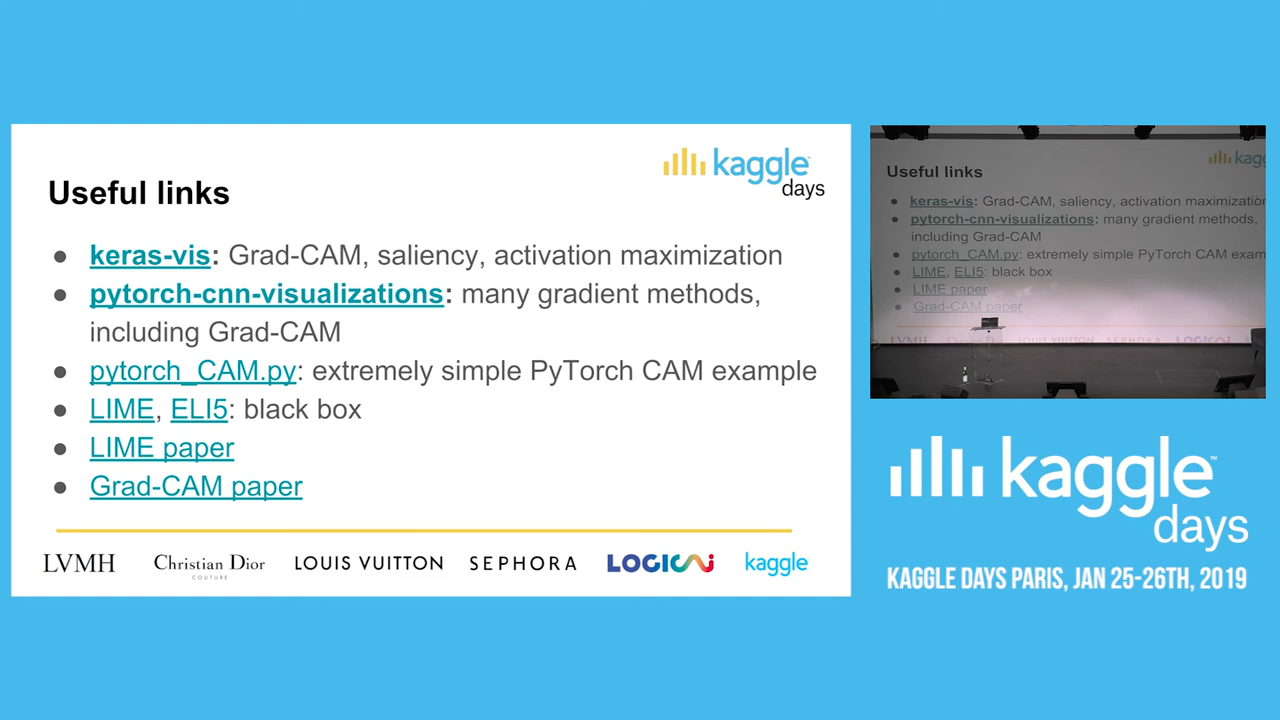 kaggle
days
Useful links
● keras-vis: Grad-CAM, saliency, activation maximization
● pytorch-cnn-visualizations: many gradient methods,
including Grad-CAM
● pytorch_CAM.py: extremely simple PyTorch CAM example
● LIME, ELI5: black box
● LIME paper
● Grad-CAM paper
LVMH
Christian Dior
COUTURE
LOUIS VUITTON
SEPHORA
LOGICAI
kaggle
kagg
Useful links
● keras-vis: Grad-CAM, saliency, activation maximization
● pytorch-cnn-visualizations: many gradient methods,
including Grad-CAM
● pytorch_CAM.py: extremely simple PyTorch CAM exam
● LIME, ELI5: black box
● LIME paper
● Grad-CAM paper
LVMH
LOUIS VUITTON
SEPHORA
kaggle™
days
KAGGLE DAYS PARIS, JAN 25-26TH, 2019